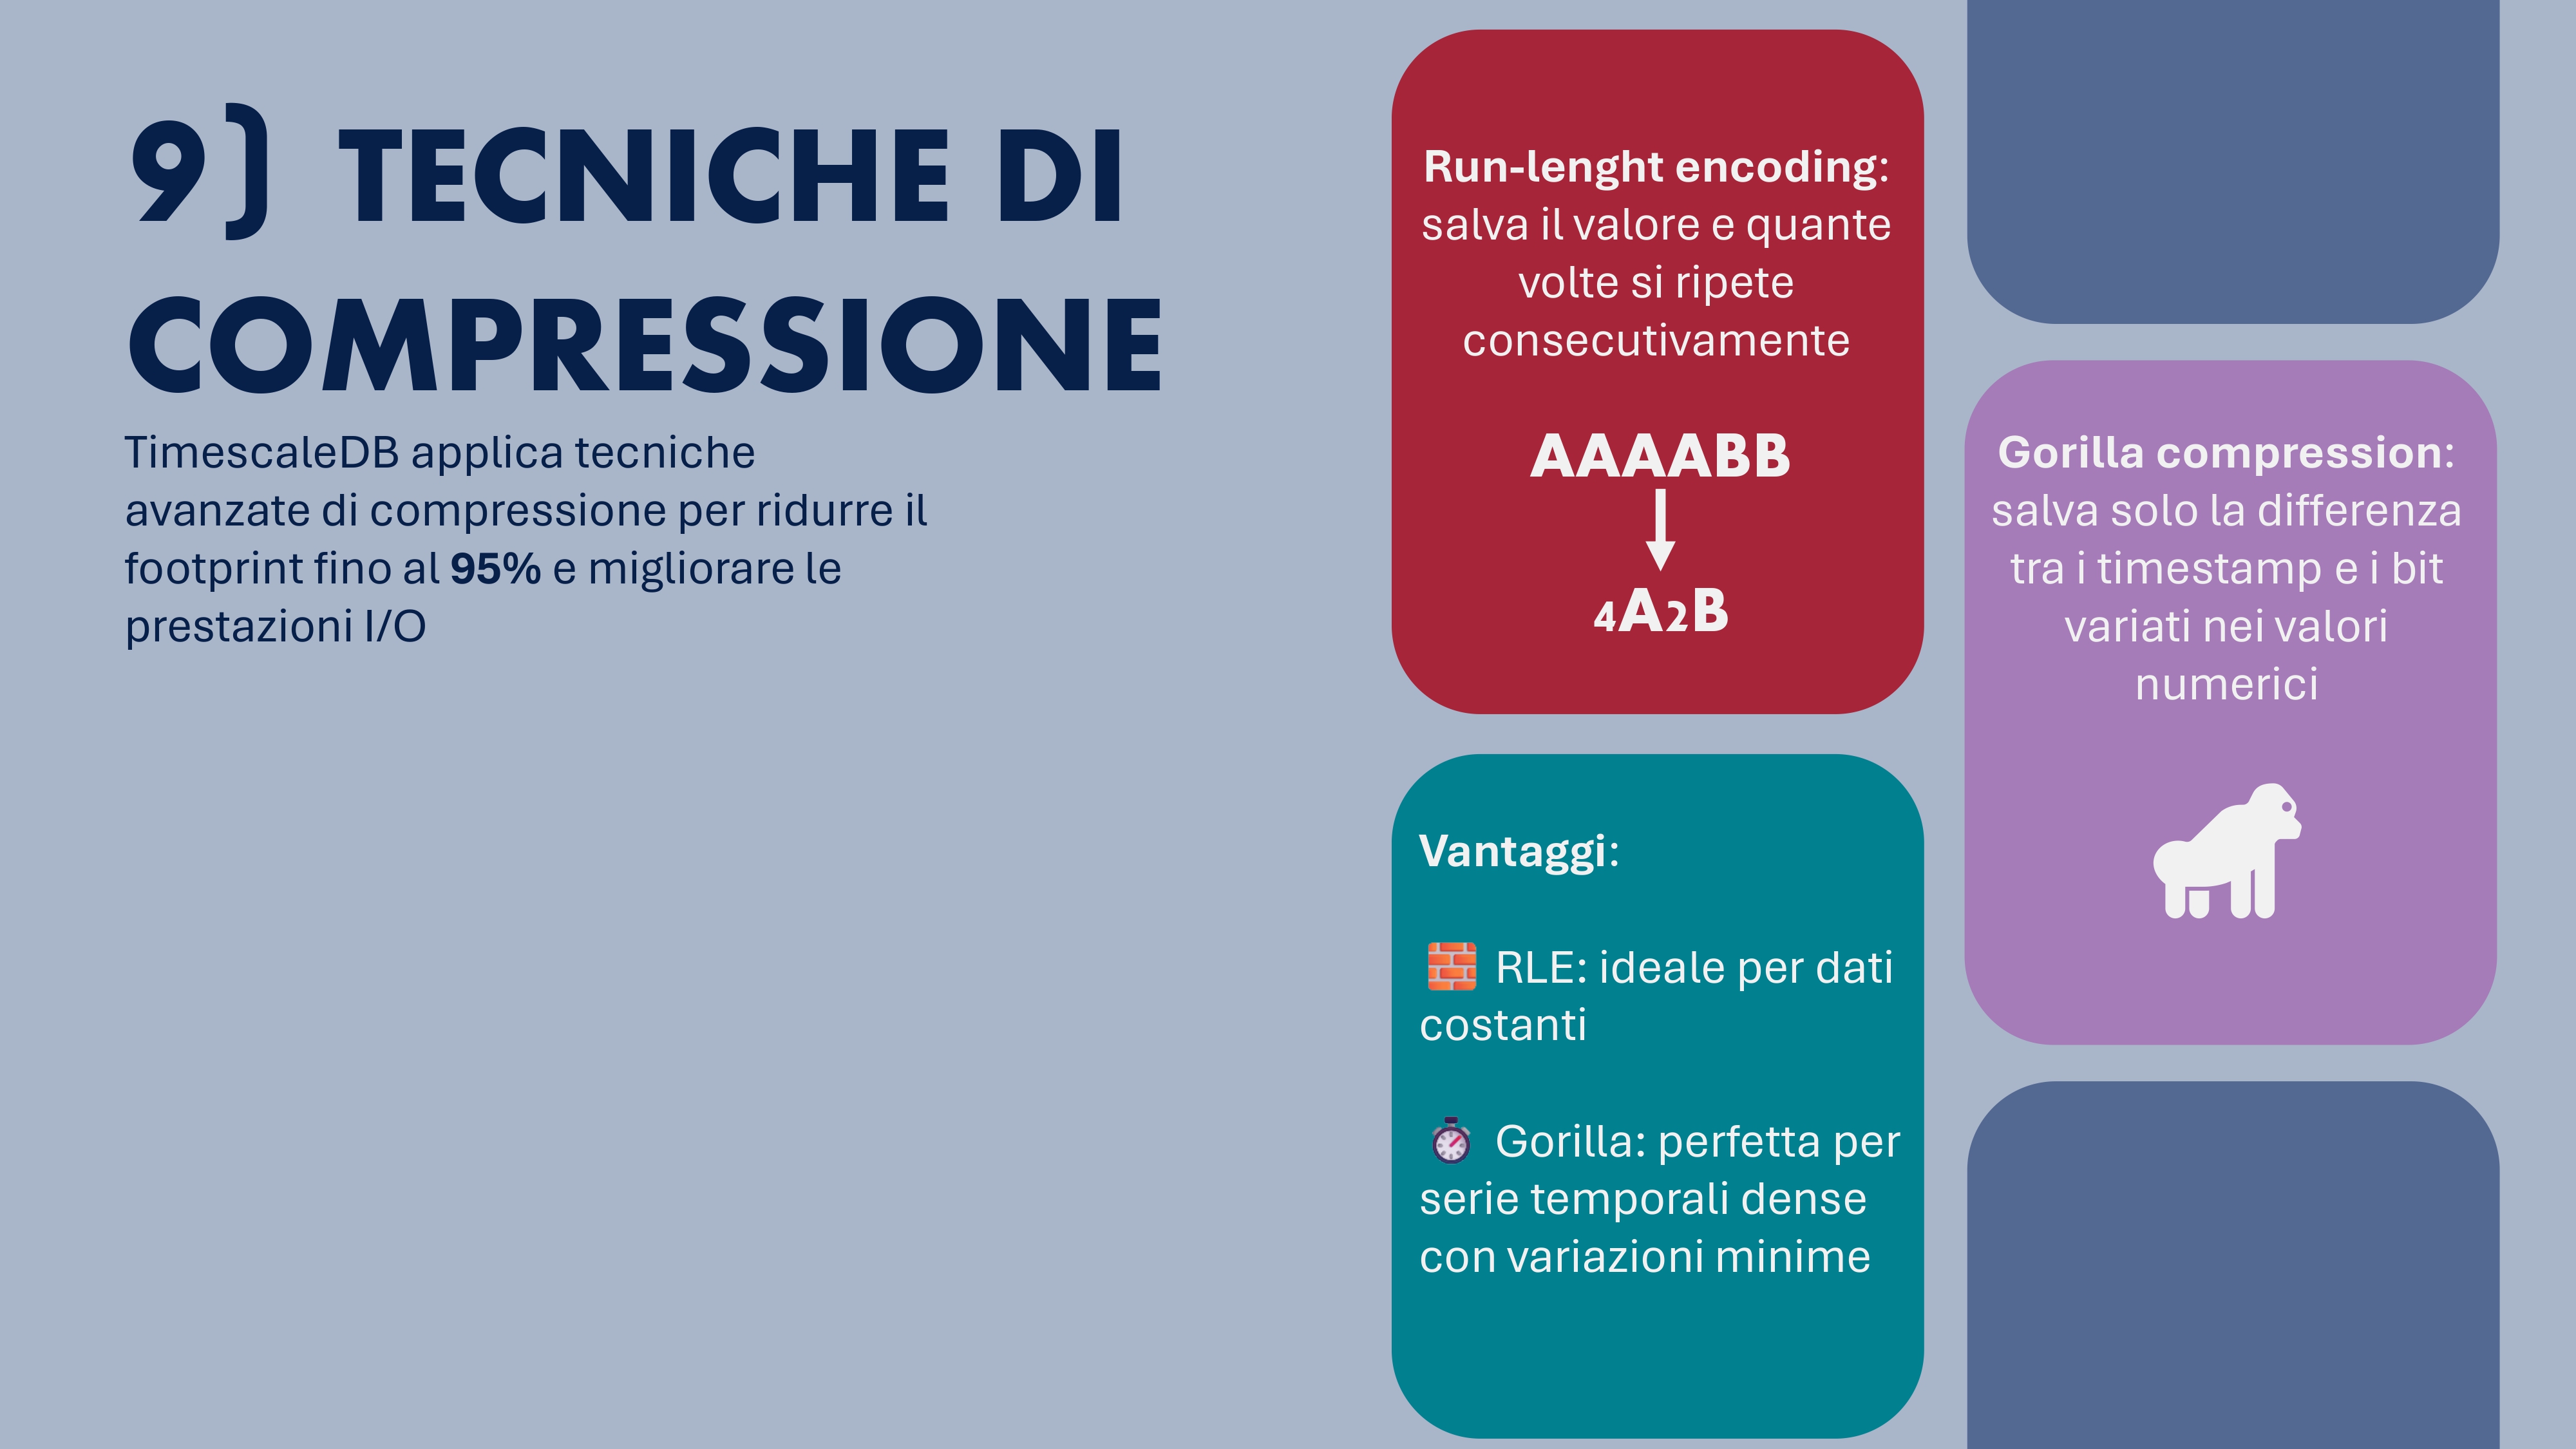 9) TECNICHE DI
COMPRESSIONE
TimescaleDB applica tecniche
avanzate di compressione per ridurre il
footprint fino al 95% e migliorare le
prestazioni I/O
Run-lenght encoding:
salva il valore e quante
volte si ripete
consecutivamente
AAAABB
4A2B
Gorilla compression:
salva solo la differenza
tra i timestamp e i bit
variati nei valori
numerici
Vantaggi:
RLE: ideale per dati
costanti
Gorilla: perfetta per
serie temporali dense
con variazioni minime